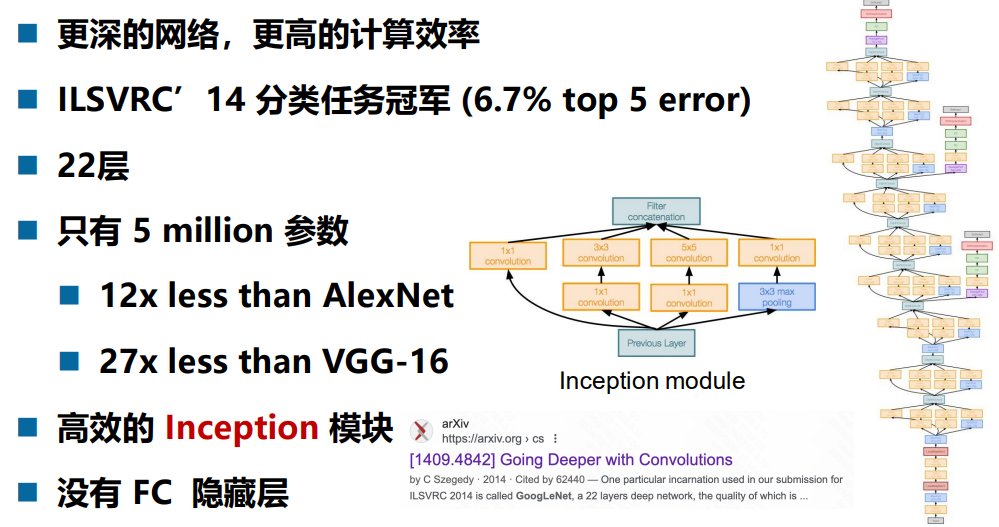 更深的网络，更高的计算效率
ILSVRC’14 分类任务冠军 (6.7% top 5 error)
22层
只有 5 million 参数
12x less than AlexNet
27x less than VGG-16
高效的 Inception 模块
没有 FC 隐藏层
Filter
concatenation
1x1
convolution
3x3
convolution
5x5
convolution
1x1
convolution
1x1
convolution
1x1
convolution
3x3 max
pooling
Previous Layer
Inception module
arXiv
https://arxiv.org › cs
[1409.4842] Going Deeper with Convolutions
by C Szegedy · 2014 · Cited by 62440 — One particular incarnation used in our submission for
ILSVRC 2014 is called GoogLeNet, a 22 layers deep network, the quality of which is ...